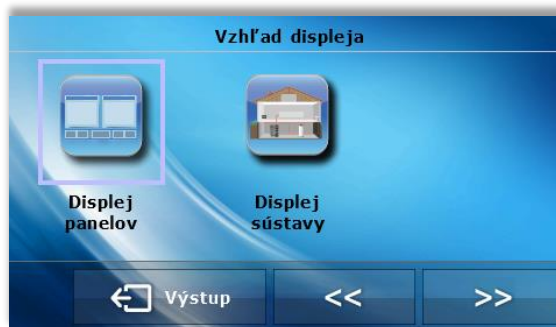 Vzhľad displeja
Displej
panelov
Displej
sústavy
Výstup
<<
>>